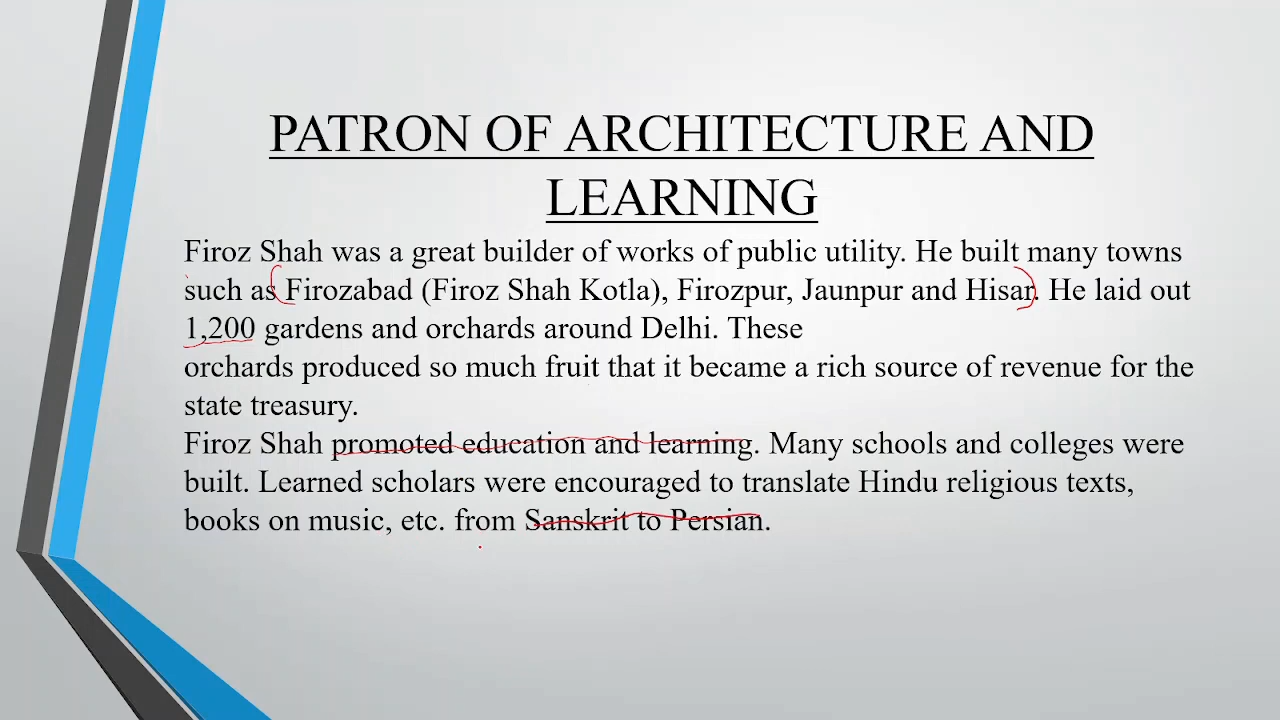 PATRON OF ARCHITECTURE AND
LEARNING
Firoz Shah was a great builder of works of public utility. He built many towns
such as Firozabad (Firoz Shah Kotla), Firozpur, Jaunpur and Hisar. He laid out
1,200 gardens and orchards around Delhi. These
orchards produced so much fruit that it became a rich source of revenue for the
state treasury.
Firoz Shah promoted education and learning. Many schools and colleges were
built. Learned scholars were encouraged to translate Hindu religious texts,
books on music, etc. from Sanskrit to Persian.